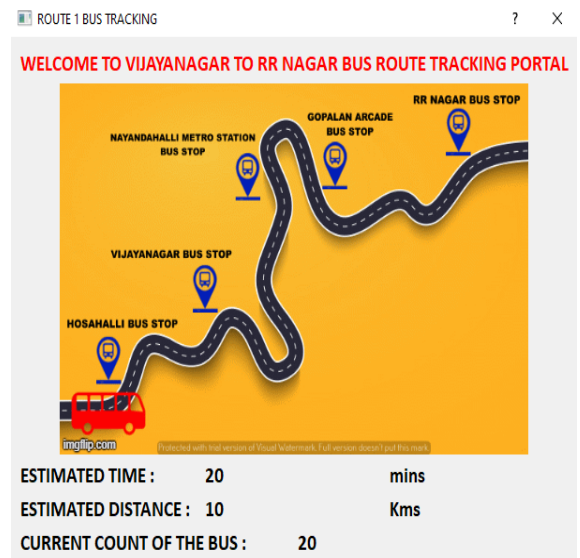 ROUTE 1 BUS TRACKING
?
X
WELCOME TO VIJAYANAGAR TO RR NAGAR BUS ROUTE TRACKING PORTAL
RR NAGAR BUS STOP
GOPALAN ARCADE
BUS STOP
NAYANDAHALLI METRO STATION
BUS STOP
VIJAYANAGAR BUS STOP
HOSAHALLI BUS STOP
imgflip.com
Protected with trial version of Visual Watermark. Full version doesn't put this mark.
ESTIMATED TIME : 20 mins
ESTIMATED DISTANCE : 10 Kms
CURRENT COUNT OF THE BUS : 20